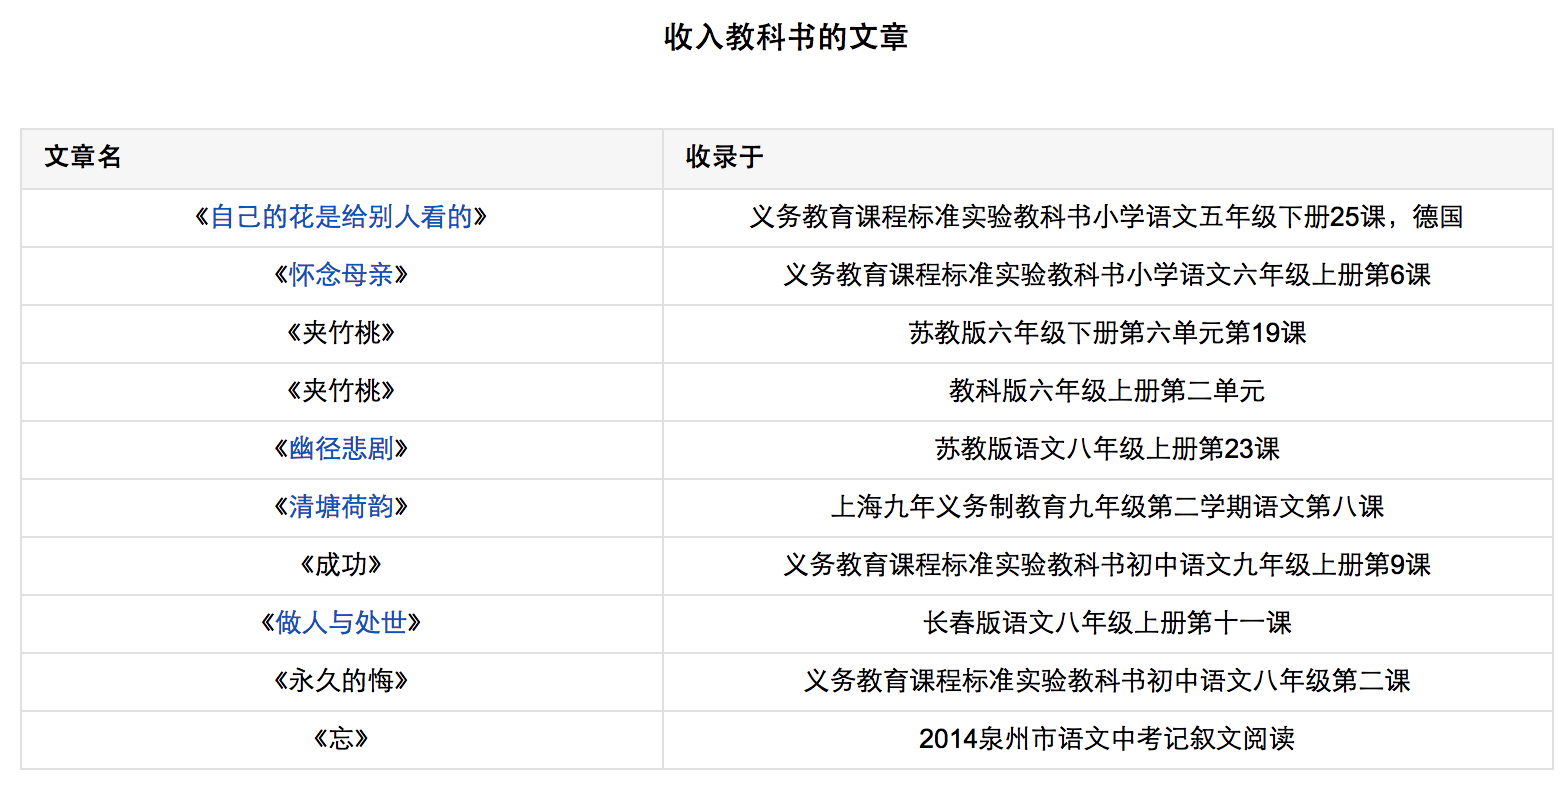 收入教科书的文章
文章名 收录于
《自己的花是给别人看的》 义务教育课程标准实验教科书小学语文五年级下册25课，德国
《怀念母亲》 义务教育课程标准实验教科书小学语文六年级上册第6课
《夹竹桃》 苏教版六年级下册第六单元第19课
《夹竹桃》 教科版六年级上册第二单元
《幽径悲剧》 苏教版语文八年级上册第23课
《清塘荷韵》 上海九年义务制教育九年级第二学期语文第八课
《成功》 义务教育课程标准实验教科书初中语文九年级上册第9课
《做人与处世》 长春版语文八年级上册第十一课
《永久的悔》 义务教育课程标准实验教科书初中语文八年级第二课
《忘》 2014泉州市语文中考记叙文阅读